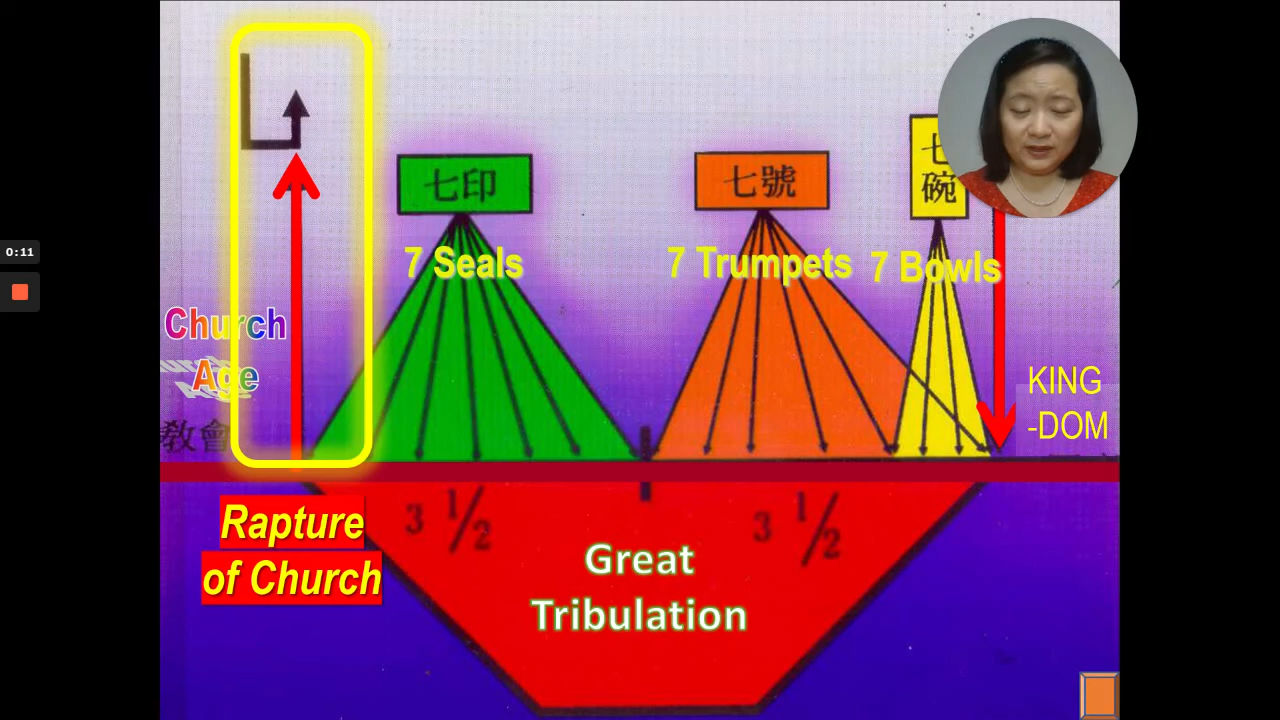 0:11
七印
七號
七
碗
7 Seals
7 Trumpets
7 Bowls
Church
Age
教會
KING
-DOM
Rapture
of Church
3 1/2
3 1/2
Great
Tribulation